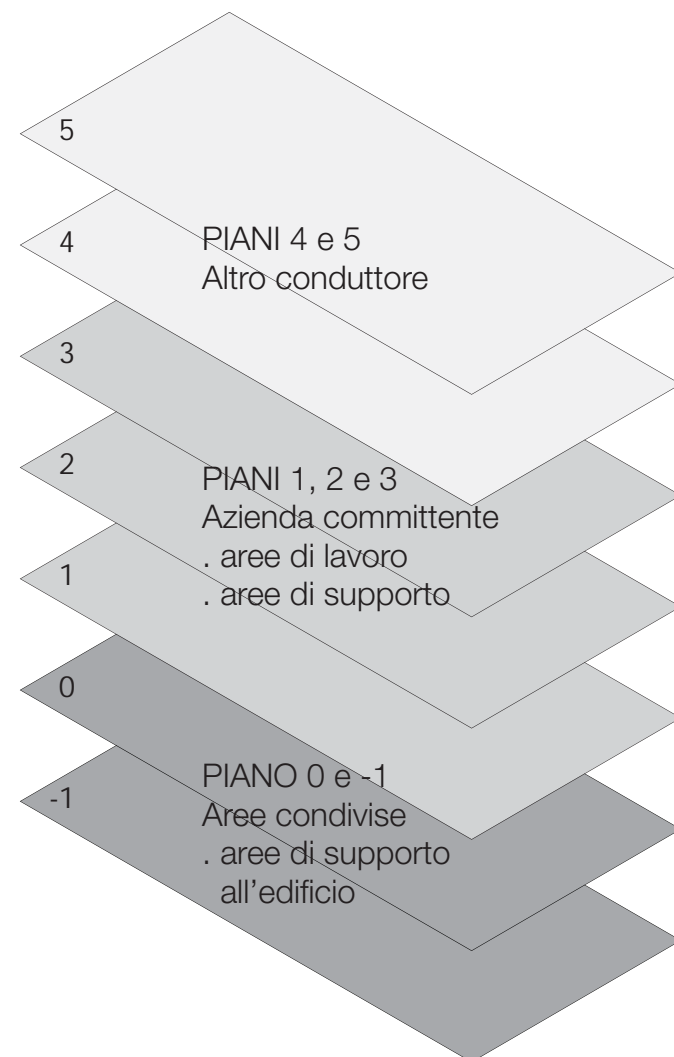 5
4
PIANI 4 e 5
Altro conduttore
3
2
PIANI 1, 2 e 3
Azienda committente
. aree di lavoro
1
. aree di supporto
0
PIANO 0 e -1
-1
Aree condivise
. aree di supporto
all’edificio